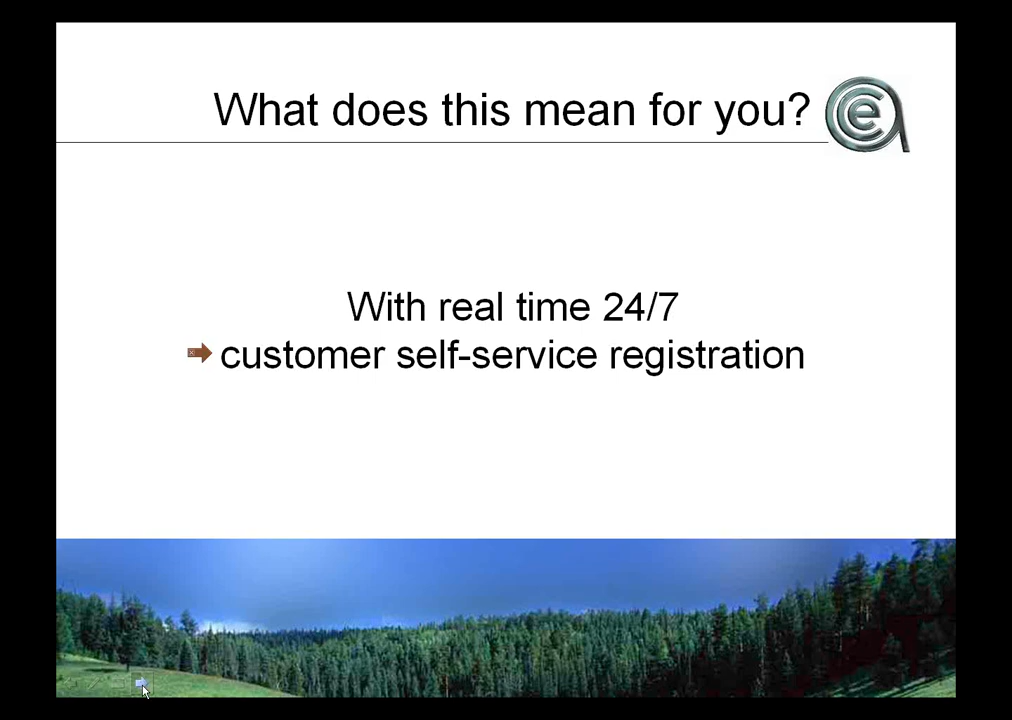 What does this mean for you?
With real time 24/7
customer self-service registration